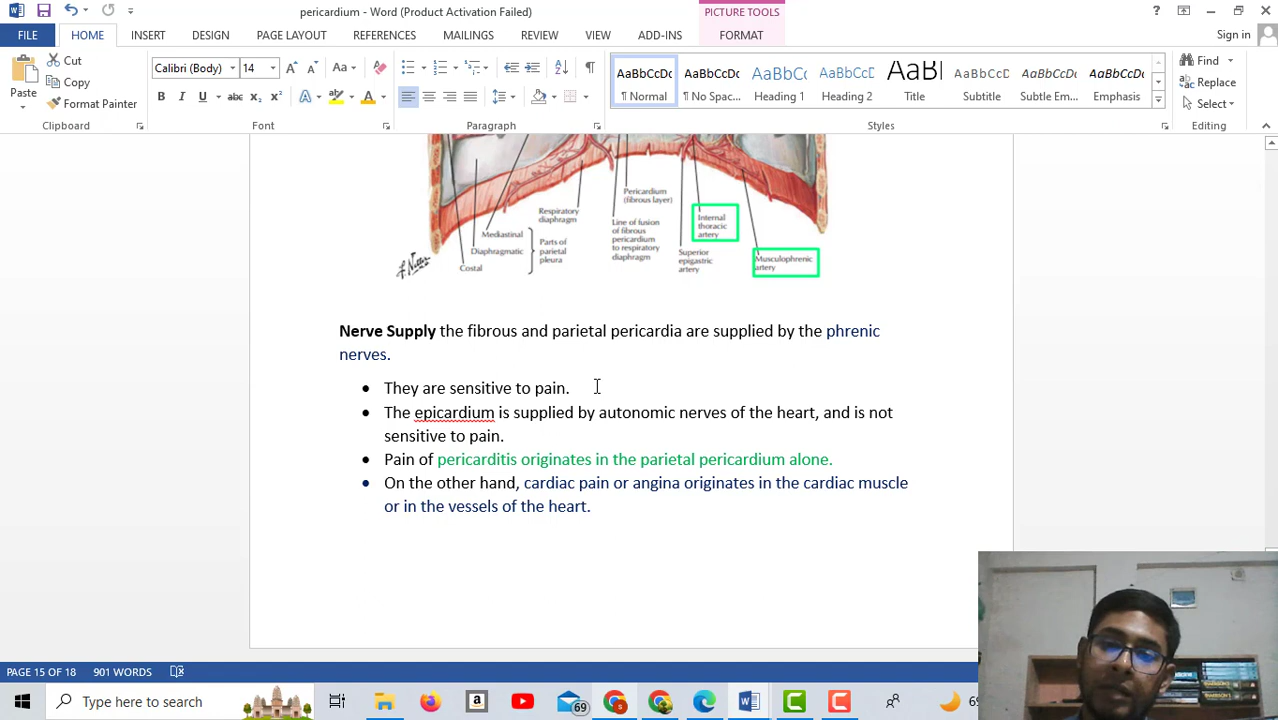 pericardium - Word (Product Activation Failed)
PICTURE TOOLS
?
FILE
HOME
INSERT
DESIGN
PAGE LAYOUT
REFERENCES
MAILINGS
REVIEW
VIEW
ADD-INS
FORMAT
Sign in
Paste
Cut
Copy
Format Painter
Clipboard
Calibri (Body)
14
Font
Paragraph
AaBbCcDc
¶ Normal
AaBbCcDc
¶ No Spac...
AaBbCc
Heading 1
AaBbCcC
Heading 2
AaBl
Title
AaBbCcC
Subtitle
AaBbCcDc
Subtle Em...
AaBbCcDc
Emphasis
Styles
Find
Replace
Select
Editing
Pericardium
(fibrous layer)
Respiratory
diaphragm
Mediastinal
Diaphragmatic
Costal
Parts of
parietal
pleura
Line of fusion
of fibrous
pericardium
to respiratory
diaphragm
Internal
thoracic
artery
Superior
epigastric
artery
Musculophrenic
artery
Nerve Supply the fibrous and parietal pericardia are supplied by the phrenic
nerves.
• They are sensitive to pain.
• The epicardium is supplied by autonomic nerves of the heart, and is not
sensitive to pain.
• Pain of pericarditis originates in the parietal pericardium alone.
• On the other hand, cardiac pain or angina originates in the cardiac muscle
or in the vessels of the heart.
PAGE 15 OF 18
901 WORDS
Type here to search
69